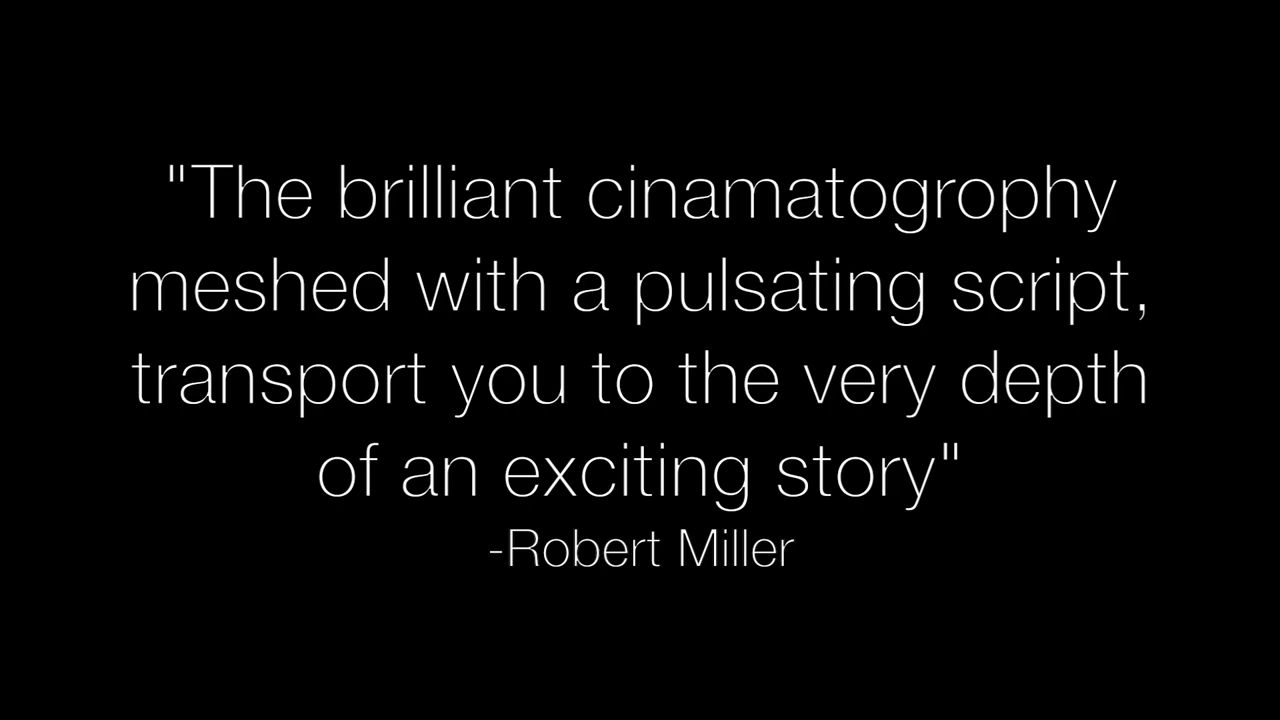 "The brilliant cinamatogrophy
meshed with a pulsating script,
transport you to the very depth
of an exciting story"
-Robert Miller